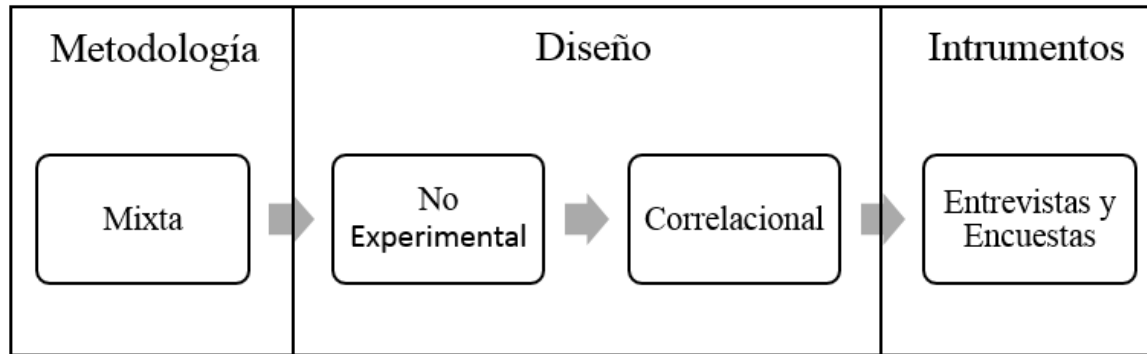 Metodología
Diseño
Intrumentos
Mixta
No
Experimental
Correlacional
Entrevistas y
Encuestas